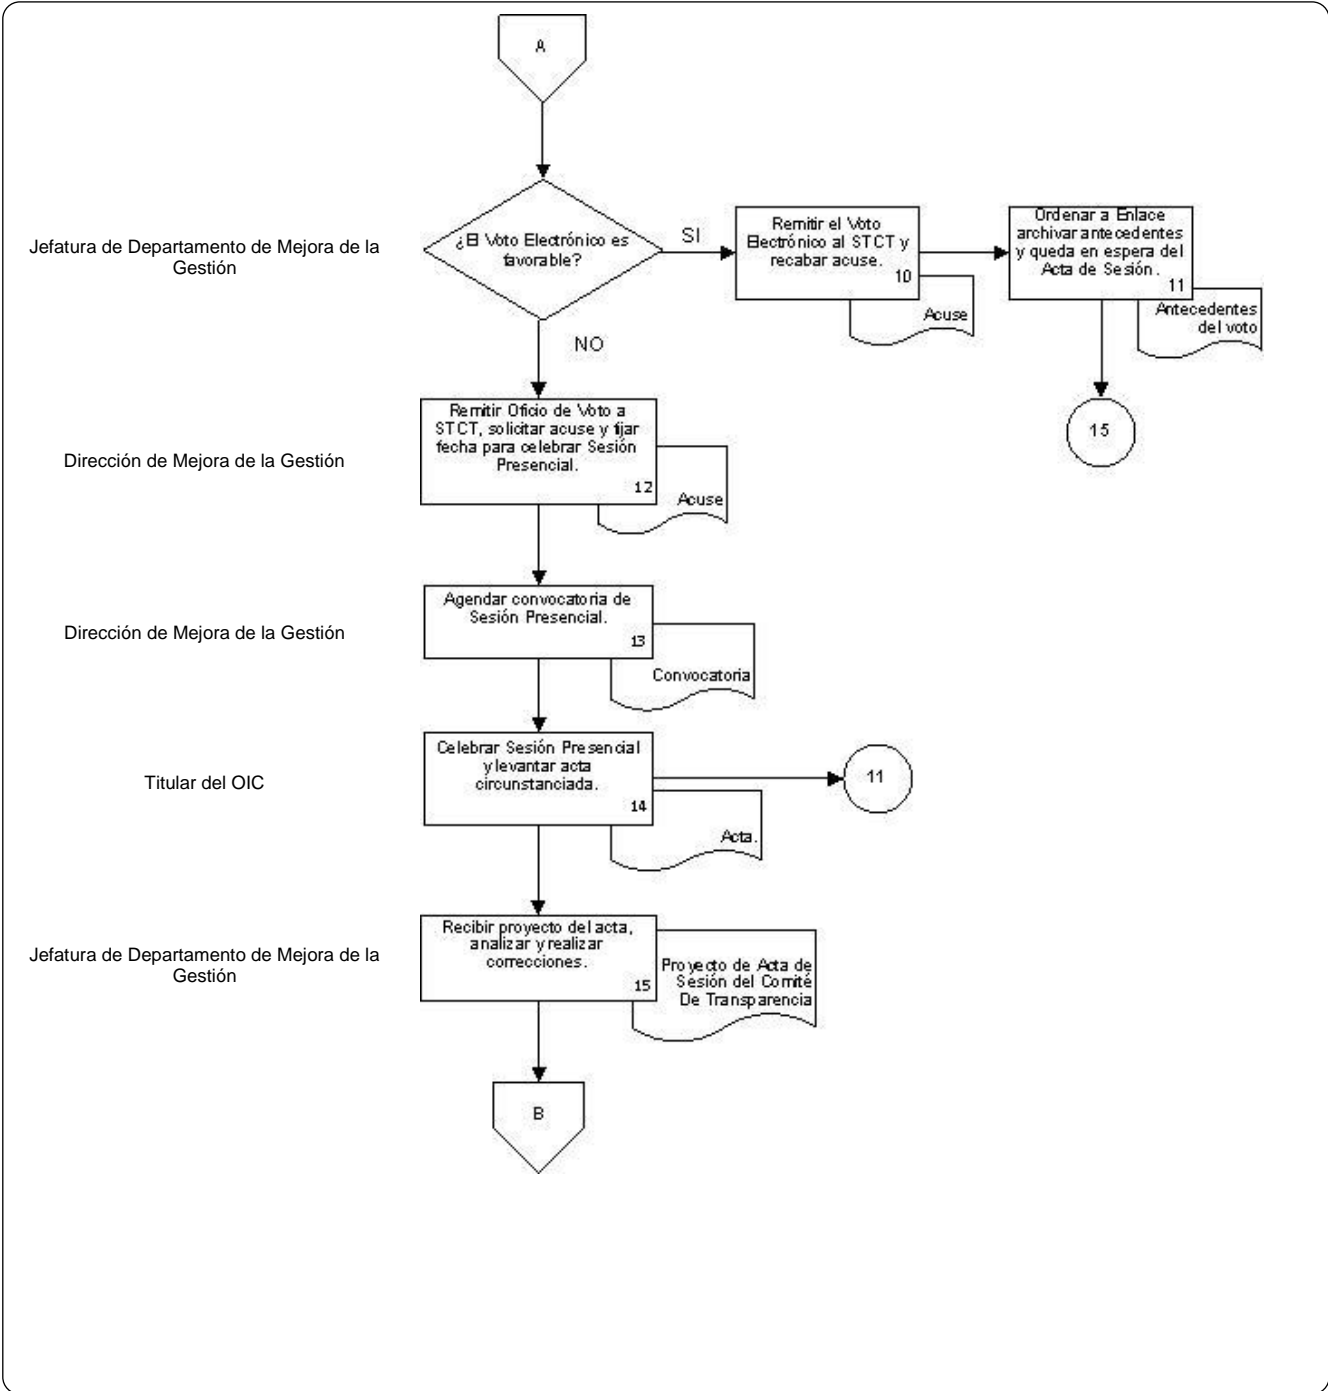 A
Jefatura de Departamento de Mejora de la
Gestión
¿El Voto Electrónico es
favorable?
SI
Remitir el Voto
Electrónico al STCT y
recabar acuse.
10
Acuse
Ordenar a Enlace
archivar antecedentes
y queda en espera del
Acta de Sesión.
11
Antecedentes
del voto
NO
15
Dirección de Mejora de la Gestión
Remitir Oficio de Voto a
STCT, solicitar acuse y fijar
fecha para celebrar Sesión
Presencial.
12
Acuse
Dirección de Mejora de la Gestión
Agendar convocatoria de
Sesión Presencial.
13
Convocatoria
Titular del OIC
Celebrar Sesión Presencial
y levantar acta
circunstanciada.
14
Acta.
11
Jefatura de Departamento de Mejora de la
Gestión
Recibir proyecto del acta,
analizar y realizar
correcciones.
15
Proyecto de Acta de
Sesión del Comité
De Transparencia
B